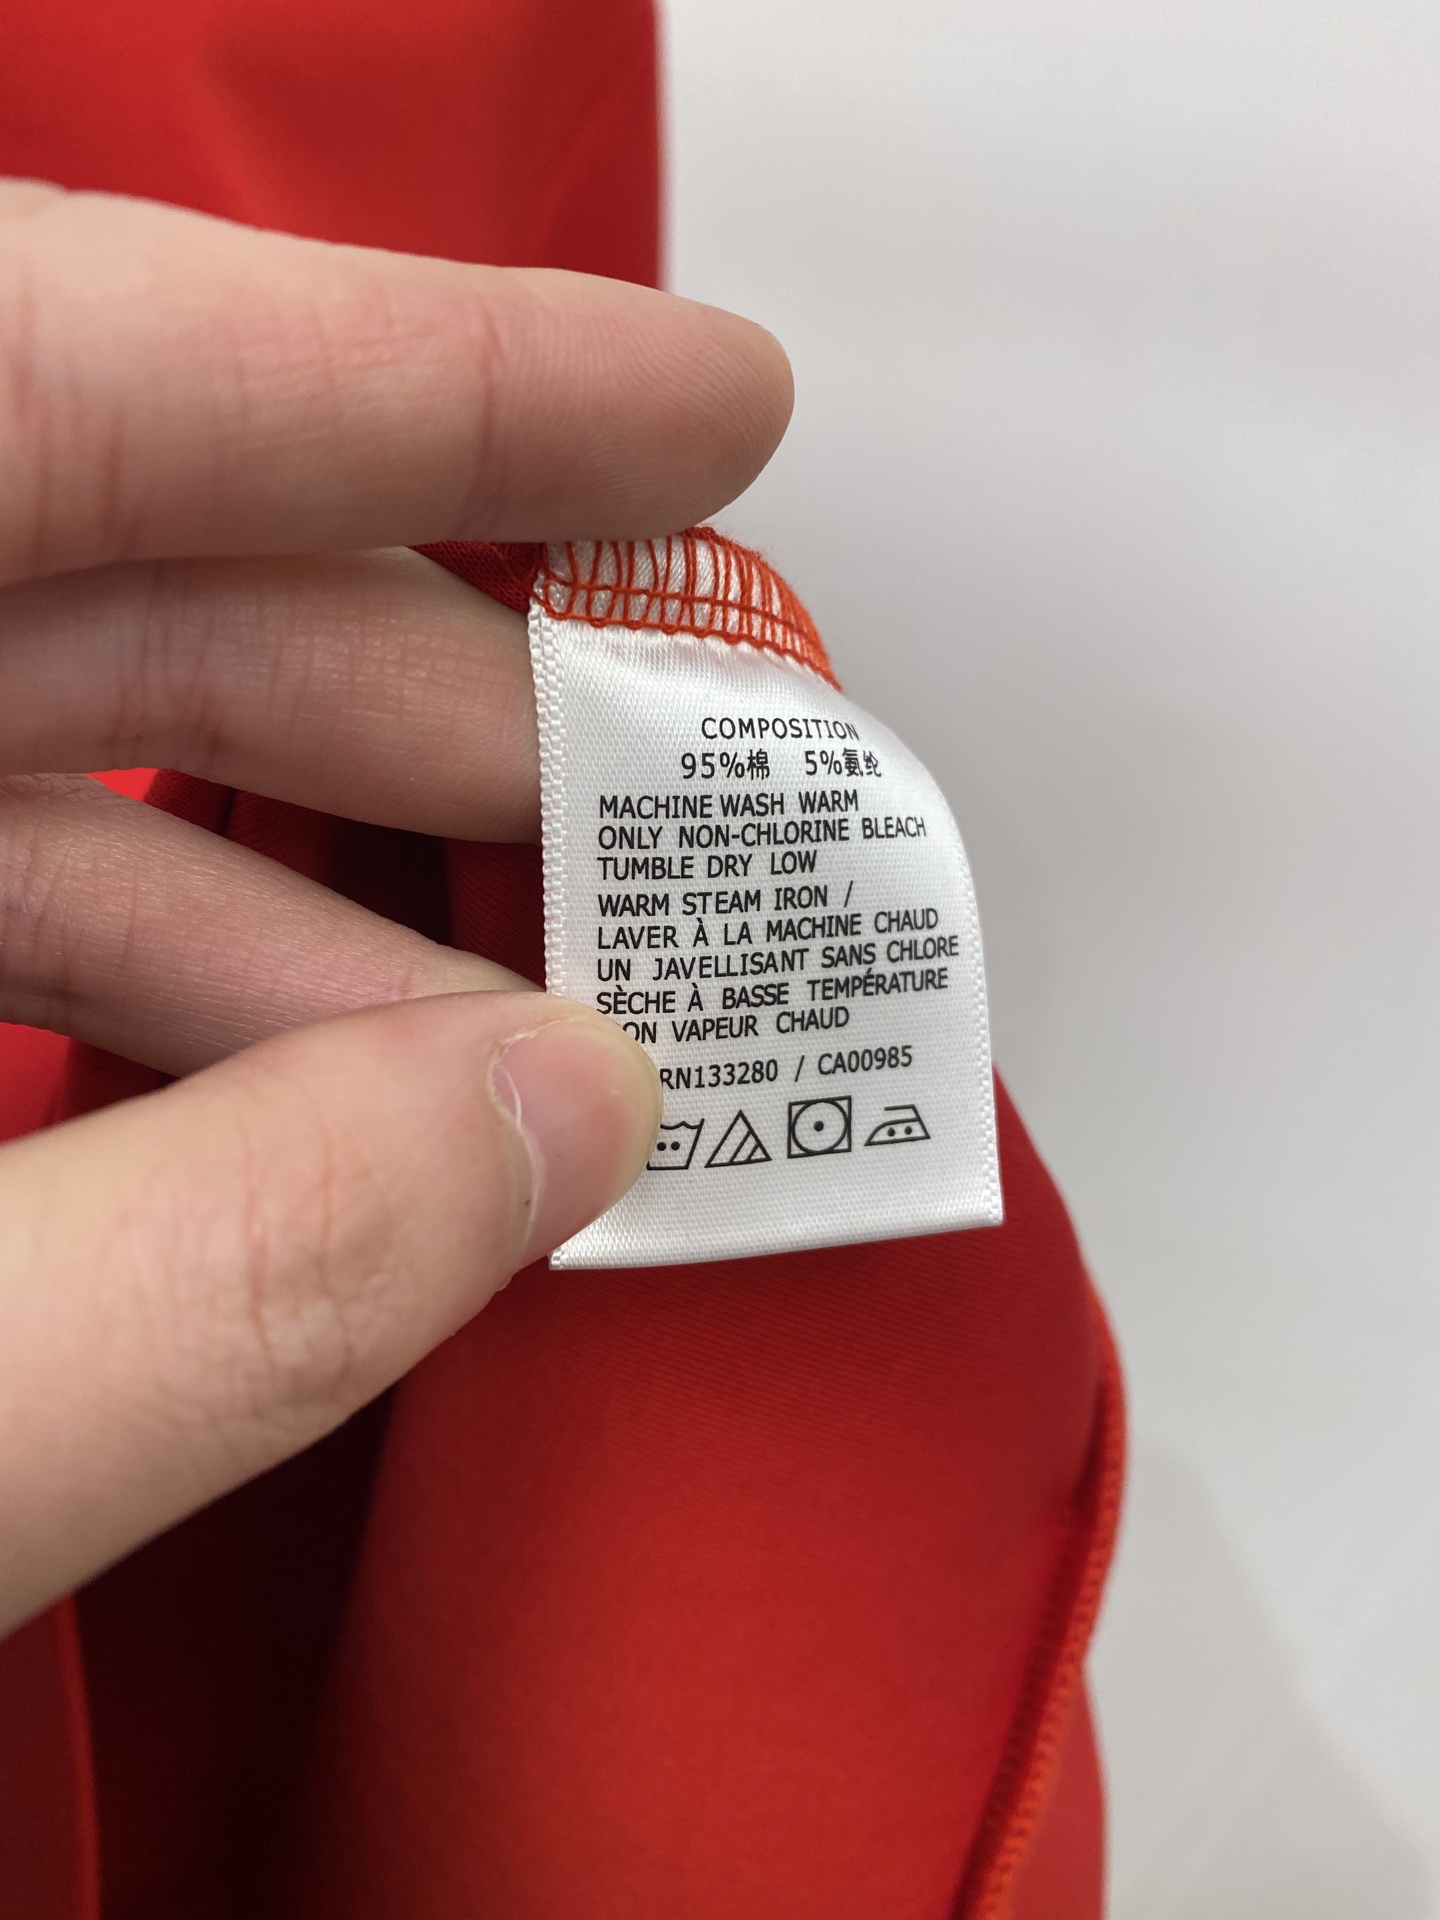 COMPOSITION
95%棉 5%氨纶
MACHINE WASH WARM
ONLY NON-CHLORINE BLEACH
TUMBLE DRY LOW
WARM STEAM IRON /
LAVER À LA MACHINE CHAUD
UN JAVELLISANT SANS CHLORE
SÈCHE À BASSE TEMPÉRATURE
ON VAPEUR CHAUD
RN133280 / CA00985